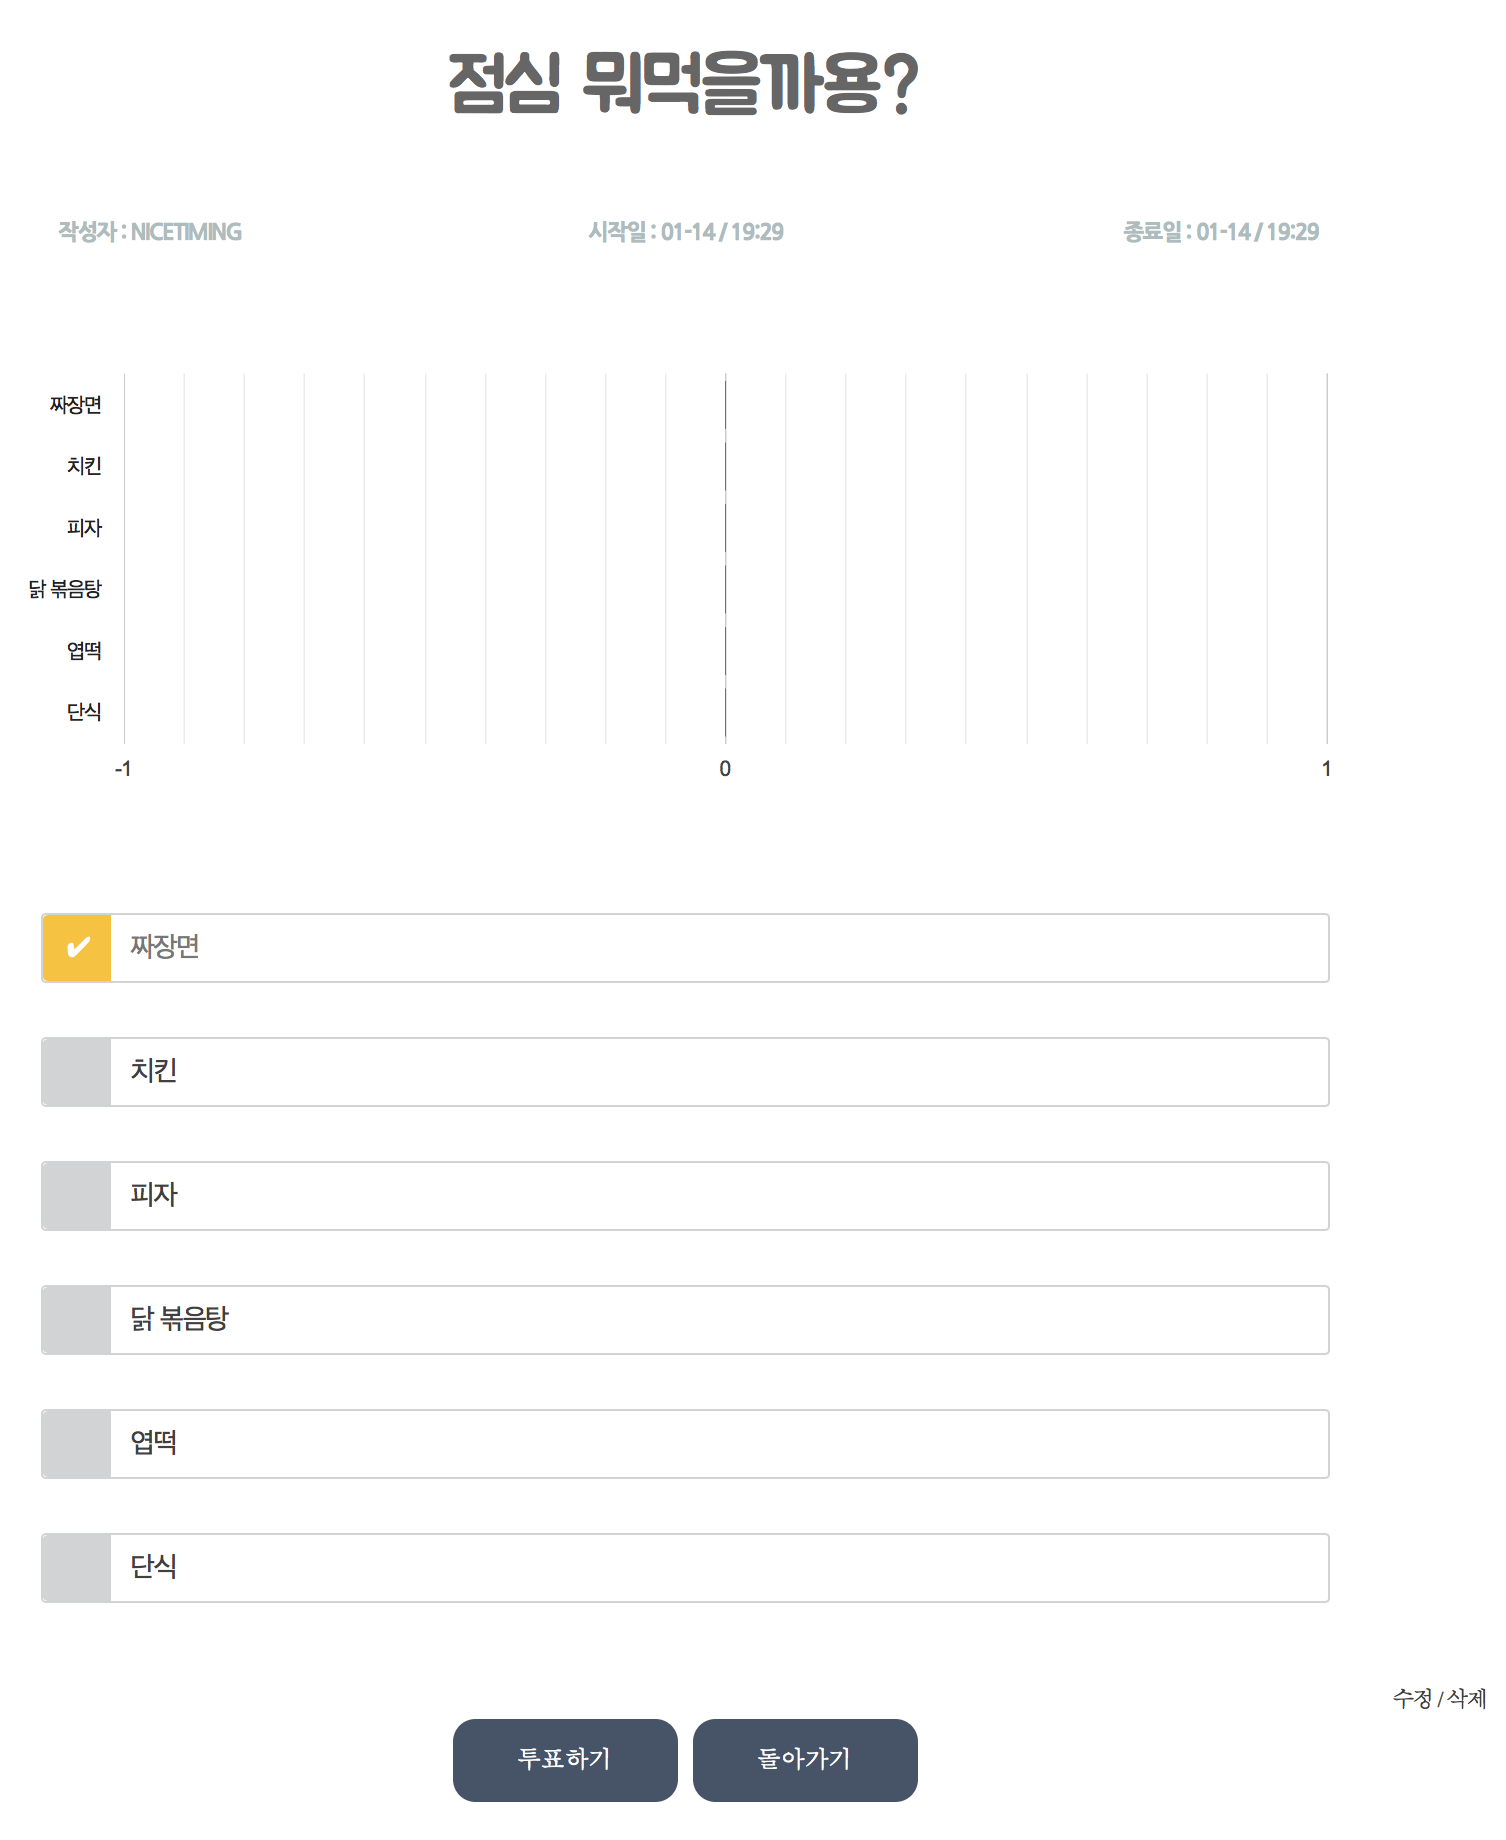 점심 뭐먹을까용?
작성자 : NICETIMING 시작일 : 01-14 / 19:29 종료일 : 01-14 / 19:29
짜장면
치킨
피자
닭 볶음탕
엽떡
단식
-1 0 1
✔ 짜장면
치킨
피자
닭 볶음탕
엽떡
단식
수정 / 삭제
투표하기 돌아가기